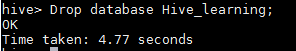 hive> Drop database Hive_learning;
OK
Time taken: 4.77 seconds